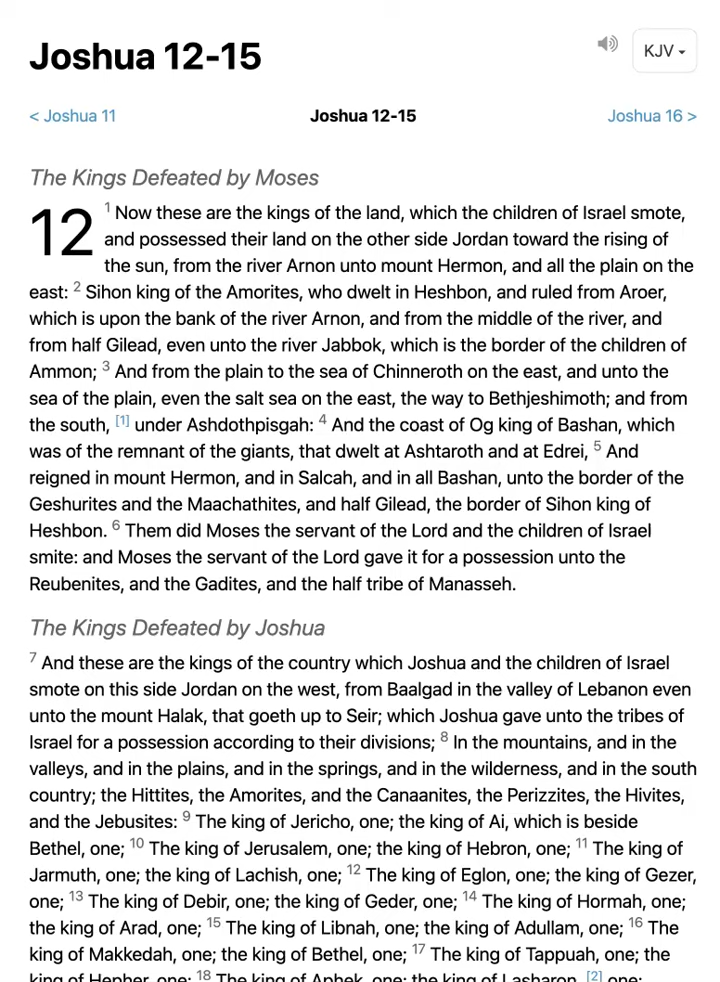 Joshua 12-15
KJV
< Joshua 11
Joshua 12-15
Joshua 16 >
The Kings Defeated by Moses
12 1 Now these are the kings of the land, which the children of Israel smote,
and possessed their land on the other side Jordan toward the rising of
the sun, from the river Arnon unto mount Hermon, and all the plain on the
east: 2 Sihon king of the Amorites, who dwelt in Heshbon, and ruled from Aroer,
which is upon the bank of the river Arnon, and from the middle of the river, and
from half Gilead, even unto the river Jabbok, which is the border of the children of
Ammon; 3 And from the plain to the sea of Chinneroth on the east, and unto the
sea of the plain, even the salt sea on the east, the way to Bethjeshimoth; and from
the south, [1] under Ashdothpisgah: 4 And the coast of Og king of Bashan, which
was of the remnant of the giants, that dwelt at Ashtaroth and at Edrei, 5 And
reigned in mount Hermon, and in Salcah, and in all Bashan, unto the border of the
Geshurites and the Maachathites, and half Gilead, the border of Sihon king of
Heshbon. 6 Them did Moses the servant of the Lord and the children of Israel
smite: and Moses the servant of the Lord gave it for a possession unto the
Reubenites, and the Gadites, and the half tribe of Manasseh.
The Kings Defeated by Joshua
7 And these are the kings of the country which Joshua and the children of Israel
smote on this side Jordan on the west, from Baalgad in the valley of Lebanon even
unto the mount Halak, that goeth up to Seir; which Joshua gave unto the tribes of
Israel for a possession according to their divisions; 8 In the mountains, and in the
valleys, and in the plains, and in the springs, and in the wilderness, and in the south
country; the Hittites, the Amorites, and the Canaanites, the Perizzites, the Hivites,
and the Jebusites: 9 The king of Jericho, one; the king of Ai, which is beside
Bethel, one; 10 The king of Jerusalem, one; the king of Hebron, one; 11 The king of
Jarmuth, one; the king of Lachish, one; 12 The king of Eglon, one; the king of Gezer,
one; 13 The king of Debir, one; the king of Geder, one; 14 The king of Hormah, one;
the king of Arad, one; 15 The king of Libnah, one; the king of Adullam, one; 16 The
king of Makkedah, one; the king of Bethel, one; 17 The king of Tappuah, one; the
king of Hepher, one; 18 The king of Aphek, one; the king of Lasharon, [2] one;